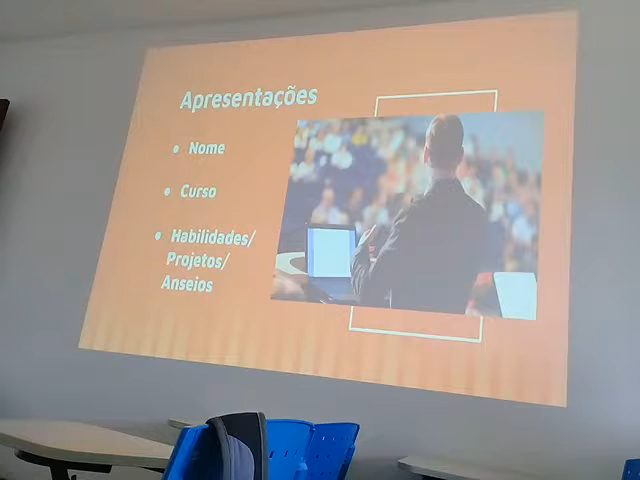 Apresentações
• Nome
• Curso
• Habilidades/
Projetos/
Anseios